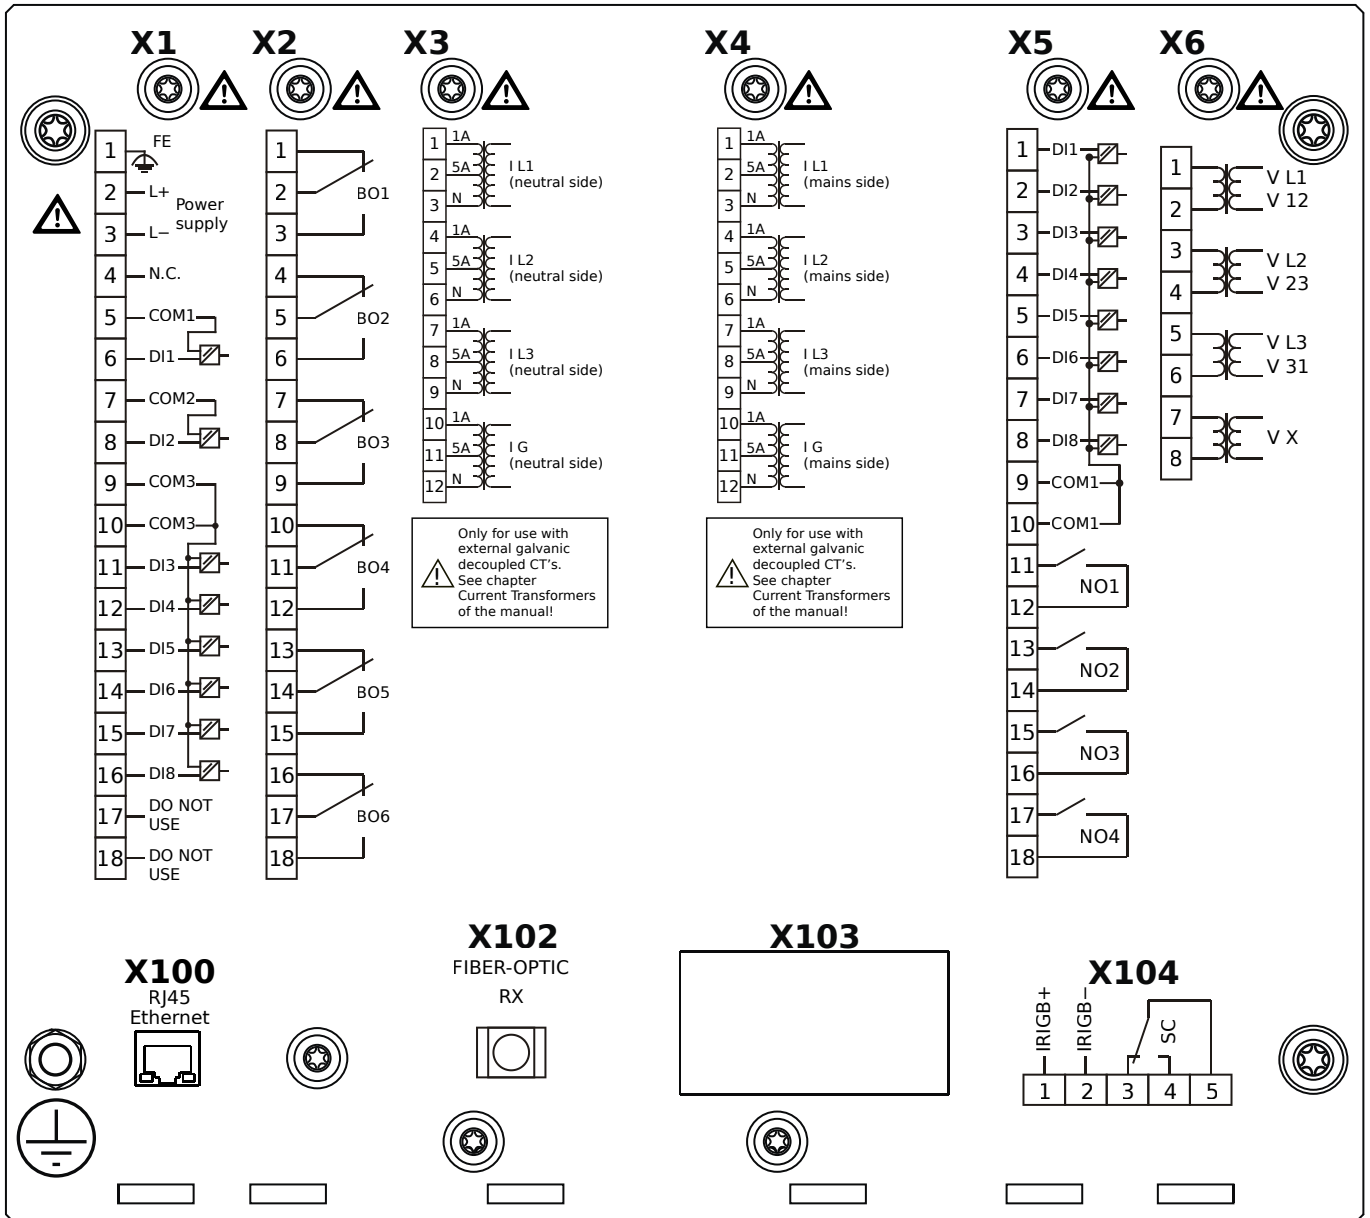 X1
X2
X3
X4
X5
X6
1
FE
2
L+
Power
supply
3
L−
4
N.C.
5
COM1
6
DI1
7
COM2
8
DI2
9
COM3
10
COM3
11
DI3
12
DI4
13
DI5
14
DI6
15
DI7
16
DI8
17
DO NOT
USE
18
DO NOT
USE
1
2
BO1
3
4
5
BO2
6
7
8
BO3
9
10
11
BO4
12
13
14
BO5
15
16
17
BO6
18
1
1A
2
5A
I L1
(neutral side)
3
N
4
1A
5
5A
I L2
(neutral side)
6
N
7
1A
8
5A
I L3
(neutral side)
9
N
10
1A
11
5A
I G
(neutral side)
12
N
Only for use with
external galvanic
decoupled CT's.
See chapter
Current Transformers
of the manual!
1
1A
2
5A
I L1
(mains side)
3
N
4
1A
5
5A
I L2
(mains side)
6
N
7
1A
8
5A
I L3
(mains side)
9
N
10
1A
11
5A
I G
(mains side)
12
N
Only for use with
external galvanic
decoupled CT's.
See chapter
Current Transformers
of the manual!
1
DI1
2
DI2
3
DI3
4
DI4
5
DI5
6
DI6
7
DI7
8
DI8
9
COM1
10
COM1
11
NO1
12
13
NO2
14
15
NO3
16
17
NO4
18
1
V L1
V 12
2
3
V L2
V 23
4
5
V L3
V 31
6
7
V X
8
X100
RJ45
Ethernet
X102
FIBER-OPTIC
RX
X103
X104
IRIGB+
IRIGB−
SC
1 2 3 4 5